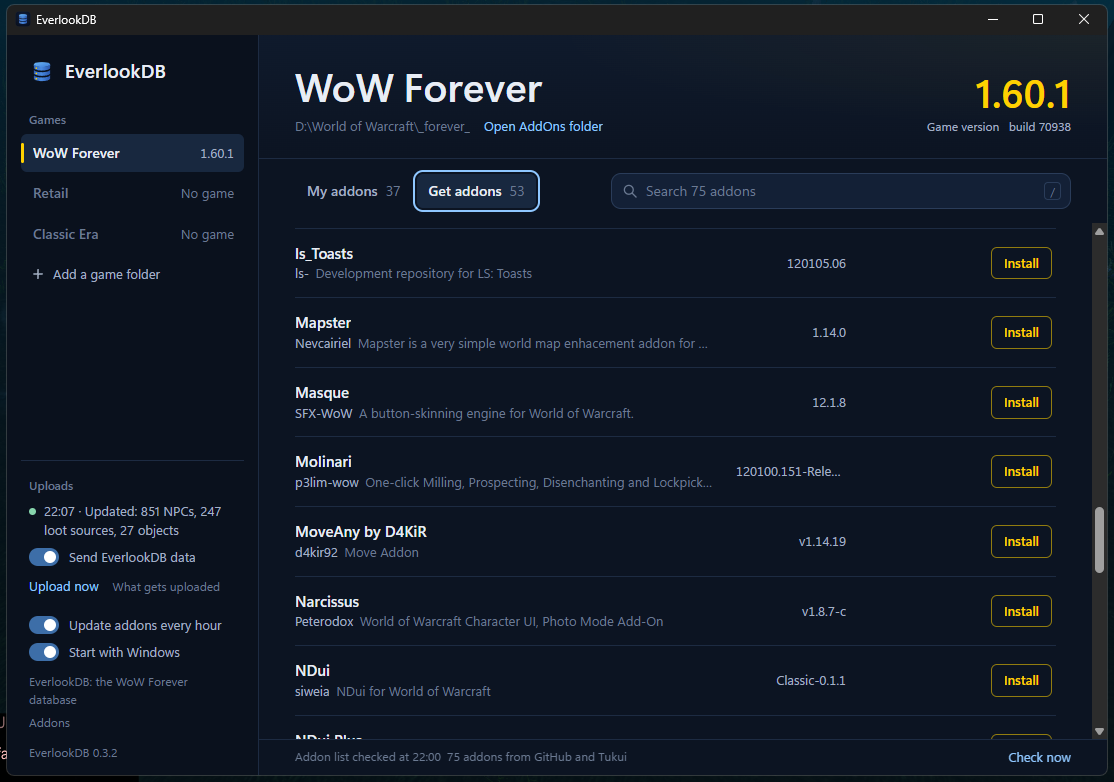 EverlookDB
EverlookDB
Games
WoW Forever 1.60.1
Retail No game
Classic Era No game
+ Add a game folder
Uploads
22:07 · Updated: 851 NPCs, 247
loot sources, 27 objects
Send EverlookDB data
Upload now What gets uploaded
Update addons every hour
Start with Windows
EverlookDB: the WoW Forever
database
Addons
EverlookDB 0.3.2
WoW Forever
D:\World of Warcraft\_forever_ Open AddOns folder
1.60.1
Game version build 70938
My addons 37 Get addons 53
Search 75 addons /
ls_Toasts
ls- Development repository for LS: Toasts
120105.06
Install
Mapster
Nevcairiel Mapster is a very simple world map enhacement addon for ...
1.14.0
Install
Masque
SFX-WoW A button-skinning engine for World of Warcraft.
12.1.8
Install
Molinari
p3lim-wow One-click Milling, Prospecting, Disenchanting and Lockpick...
120100.151-Rele...
Install
MoveAny by D4KiR
d4kir92 Move Addon
v1.14.19
Install
Narcissus
Peterodox World of Warcraft Character UI, Photo Mode Add-On
v1.8.7-c
Install
NDui
siweia NDui for World of Warcraft
Classic-0.1.1
Install
Addon list checked at 22:00 75 addons from GitHub and Tukui
Check now